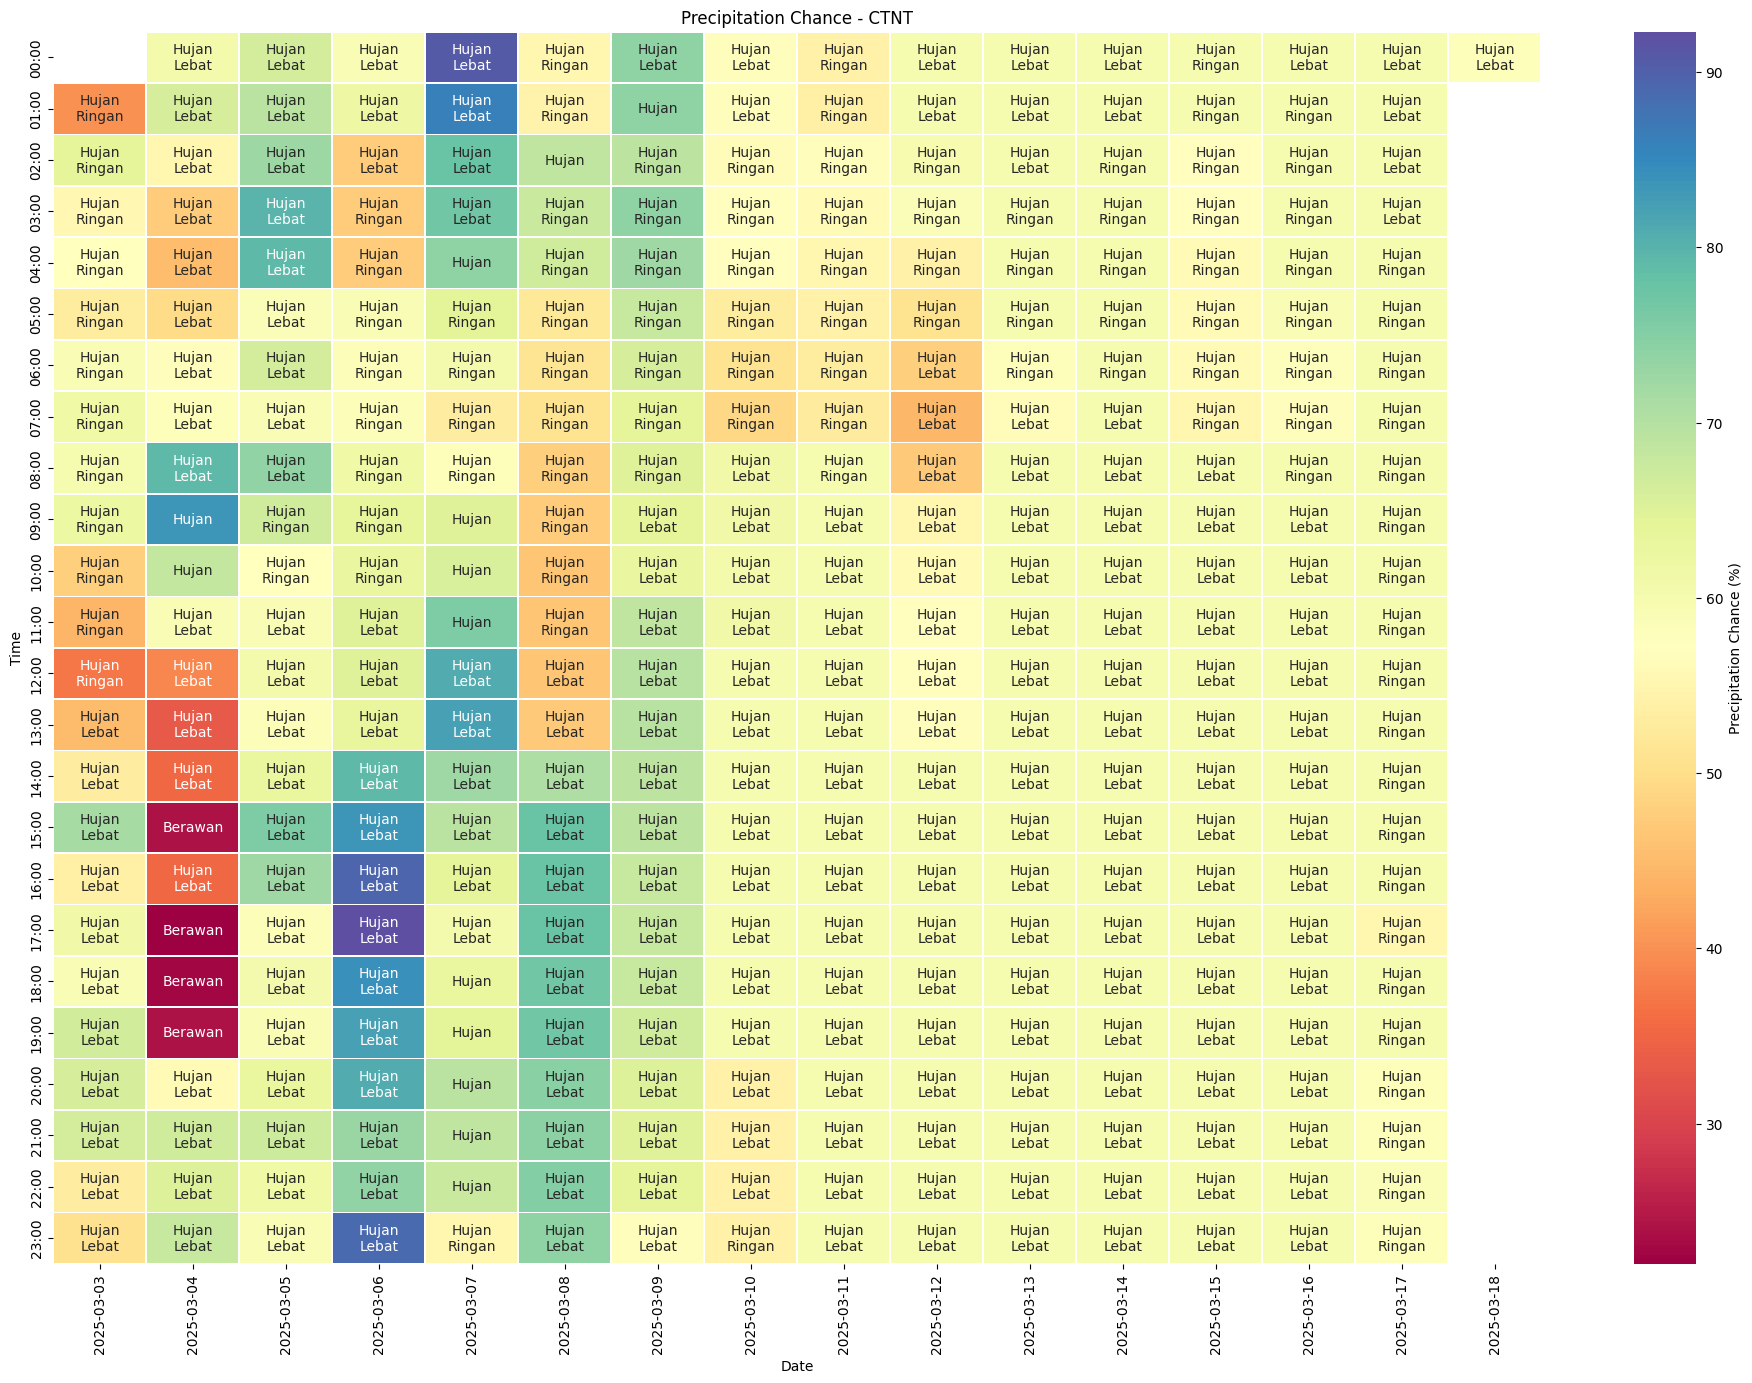 Precipitation Chance - CTNT
00:00 Hujan Lebat Hujan Lebat Hujan Lebat Hujan Lebat Hujan Ringan Hujan Lebat Hujan Lebat Hujan Ringan Hujan Lebat Hujan Lebat Hujan Lebat Hujan Ringan Hujan Lebat Hujan Lebat Hujan Lebat
01:00 Hujan Ringan Hujan Lebat Hujan Lebat Hujan Lebat Hujan Lebat Hujan Ringan Hujan Hujan Lebat Hujan Ringan Hujan Lebat Hujan Lebat Hujan Lebat Hujan Ringan Hujan Ringan Hujan Lebat
02:00 Hujan Ringan Hujan Lebat Hujan Lebat Hujan Lebat Hujan Lebat Hujan Hujan Ringan Hujan Ringan Hujan Ringan Hujan Lebat Hujan Lebat Hujan Ringan Hujan Ringan Hujan Ringan Hujan Lebat
03:00 Hujan Ringan Hujan Lebat Hujan Lebat Hujan Ringan Hujan Lebat Hujan Ringan Hujan Ringan Hujan Ringan Hujan Ringan Hujan Lebat Hujan Ringan Hujan Ringan Hujan Ringan Hujan Ringan Hujan Lebat
04:00 Hujan Ringan Hujan Lebat Hujan Lebat Hujan Ringan Hujan Hujan Ringan Hujan Ringan Hujan Ringan Hujan Ringan Hujan Ringan Hujan Ringan Hujan Ringan Hujan Ringan Hujan Ringan Hujan Ringan
05:00 Hujan Ringan Hujan Lebat Hujan Lebat Hujan Ringan Hujan Ringan Hujan Ringan Hujan Ringan Hujan Ringan Hujan Ringan Hujan Ringan Hujan Ringan Hujan Ringan Hujan Ringan Hujan Ringan Hujan Ringan
06:00 Hujan Ringan Hujan Lebat Hujan Lebat Hujan Ringan Hujan Ringan Hujan Ringan Hujan Ringan Hujan Ringan Hujan Ringan Hujan Lebat Hujan Ringan Hujan Ringan Hujan Ringan Hujan Ringan Hujan Ringan
07:00 Hujan Ringan Hujan Lebat Hujan Lebat Hujan Ringan Hujan Ringan Hujan Ringan Hujan Ringan Hujan Ringan Hujan Ringan Hujan Lebat Hujan Lebat Hujan Lebat Hujan Ringan Hujan Ringan Hujan Ringan
08:00 Hujan Ringan Hujan Lebat Hujan Lebat Hujan Ringan Hujan Ringan Hujan Ringan Hujan Ringan Hujan Lebat Hujan Ringan Hujan Lebat Hujan Lebat Hujan Lebat Hujan Lebat Hujan Ringan Hujan Ringan
09:00 Hujan Ringan Hujan Hujan Ringan Hujan Ringan Hujan Hujan Ringan Hujan Lebat Hujan Lebat Hujan Lebat Hujan Lebat Hujan Lebat Hujan Lebat Hujan Lebat Hujan Lebat Hujan Ringan
10:00 Hujan Ringan Hujan Hujan Ringan Hujan Ringan Hujan Hujan Ringan Hujan Lebat Hujan Lebat Hujan Lebat Hujan Lebat Hujan Lebat Hujan Lebat Hujan Lebat Hujan Lebat Hujan Ringan
11:00 Hujan Ringan Hujan Lebat Hujan Lebat Hujan Lebat Hujan Hujan Ringan Hujan Lebat Hujan Lebat Hujan Lebat Hujan Lebat Hujan Lebat Hujan Lebat Hujan Lebat Hujan Lebat Hujan Ringan
12:00 Hujan Ringan Hujan Lebat Hujan Lebat Hujan Lebat Hujan Lebat Hujan Lebat Hujan Lebat Hujan Lebat Hujan Lebat Hujan Lebat Hujan Lebat Hujan Lebat Hujan Lebat Hujan Lebat Hujan Ringan
13:00 Hujan Lebat Hujan Lebat Hujan Lebat Hujan Lebat Hujan Lebat Hujan Lebat Hujan Lebat Hujan Lebat Hujan Lebat Hujan Lebat Hujan Lebat Hujan Lebat Hujan Lebat Hujan Lebat Hujan Ringan
14:00 Hujan Lebat Hujan Lebat Hujan Lebat Hujan Lebat Hujan Lebat Hujan Lebat Hujan Lebat Hujan Lebat Hujan Lebat Hujan Lebat Hujan Lebat Hujan Lebat Hujan Lebat Hujan Lebat Hujan Ringan
15:00 Hujan Lebat Berawan Hujan Lebat Hujan Lebat Hujan Lebat Hujan Lebat Hujan Lebat Hujan Lebat Hujan Lebat Hujan Lebat Hujan Lebat Hujan Lebat Hujan Lebat Hujan Lebat Hujan Ringan
16:00 Hujan Lebat Hujan Lebat Hujan Lebat Hujan Lebat Hujan Lebat Hujan Lebat Hujan Lebat Hujan Lebat Hujan Lebat Hujan Lebat Hujan Lebat Hujan Lebat Hujan Lebat Hujan Lebat Hujan Ringan
17:00 Hujan Lebat Berawan Hujan Lebat Hujan Lebat Hujan Lebat Hujan Lebat Hujan Lebat Hujan Lebat Hujan Lebat Hujan Lebat Hujan Lebat Hujan Lebat Hujan Lebat Hujan Lebat Hujan Ringan
18:00 Hujan Lebat Berawan Hujan Lebat Hujan Lebat Hujan Hujan Lebat Hujan Lebat Hujan Lebat Hujan Lebat Hujan Lebat Hujan Lebat Hujan Lebat Hujan Lebat Hujan Lebat Hujan Ringan
19:00 Hujan Lebat Berawan Hujan Lebat Hujan Lebat Hujan Hujan Lebat Hujan Lebat Hujan Lebat Hujan Lebat Hujan Lebat Hujan Lebat Hujan Lebat Hujan Lebat Hujan Lebat Hujan Ringan
20:00 Hujan Lebat Hujan Lebat Hujan Lebat Hujan Lebat Hujan Hujan Lebat Hujan Lebat Hujan Lebat Hujan Lebat Hujan Lebat Hujan Lebat Hujan Lebat Hujan Lebat Hujan Lebat Hujan Ringan
21:00 Hujan Lebat Hujan Lebat Hujan Lebat Hujan Lebat Hujan Hujan Lebat Hujan Lebat Hujan Lebat Hujan Lebat Hujan Lebat Hujan Lebat Hujan Lebat Hujan Lebat Hujan Lebat Hujan Ringan
22:00 Hujan Lebat Hujan Lebat Hujan Lebat Hujan Lebat Hujan Hujan Lebat Hujan Lebat Hujan Lebat Hujan Lebat Hujan Lebat Hujan Lebat Hujan Lebat Hujan Lebat Hujan Lebat Hujan Ringan
23:00 Hujan Lebat Hujan Lebat Hujan Lebat Hujan Lebat Hujan Ringan Hujan Lebat Hujan Lebat Hujan Ringan Hujan Lebat Hujan Lebat Hujan Lebat Hujan Lebat Hujan Lebat Hujan Lebat Hujan Ringan
Time
2025-03-03 2025-03-04 2025-03-05 2025-03-06 2025-03-07 2025-03-08 2025-03-09 2025-03-10 2025-03-11 2025-03-12 2025-03-13 2025-03-14 2025-03-15 2025-03-16 2025-03-17 2025-03-18
Date
90
80
70
60
50
40
30
Precipitation Chance (%)